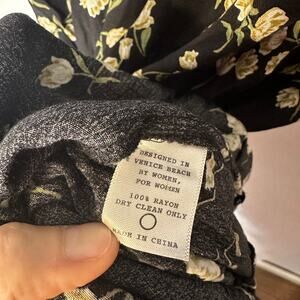 DESIGNED IN
VENICE BEACH
BY WOMEN,
FOR WOMEN
100% RAYON
DRY CLEAN ONLY
MADE IN CHINA